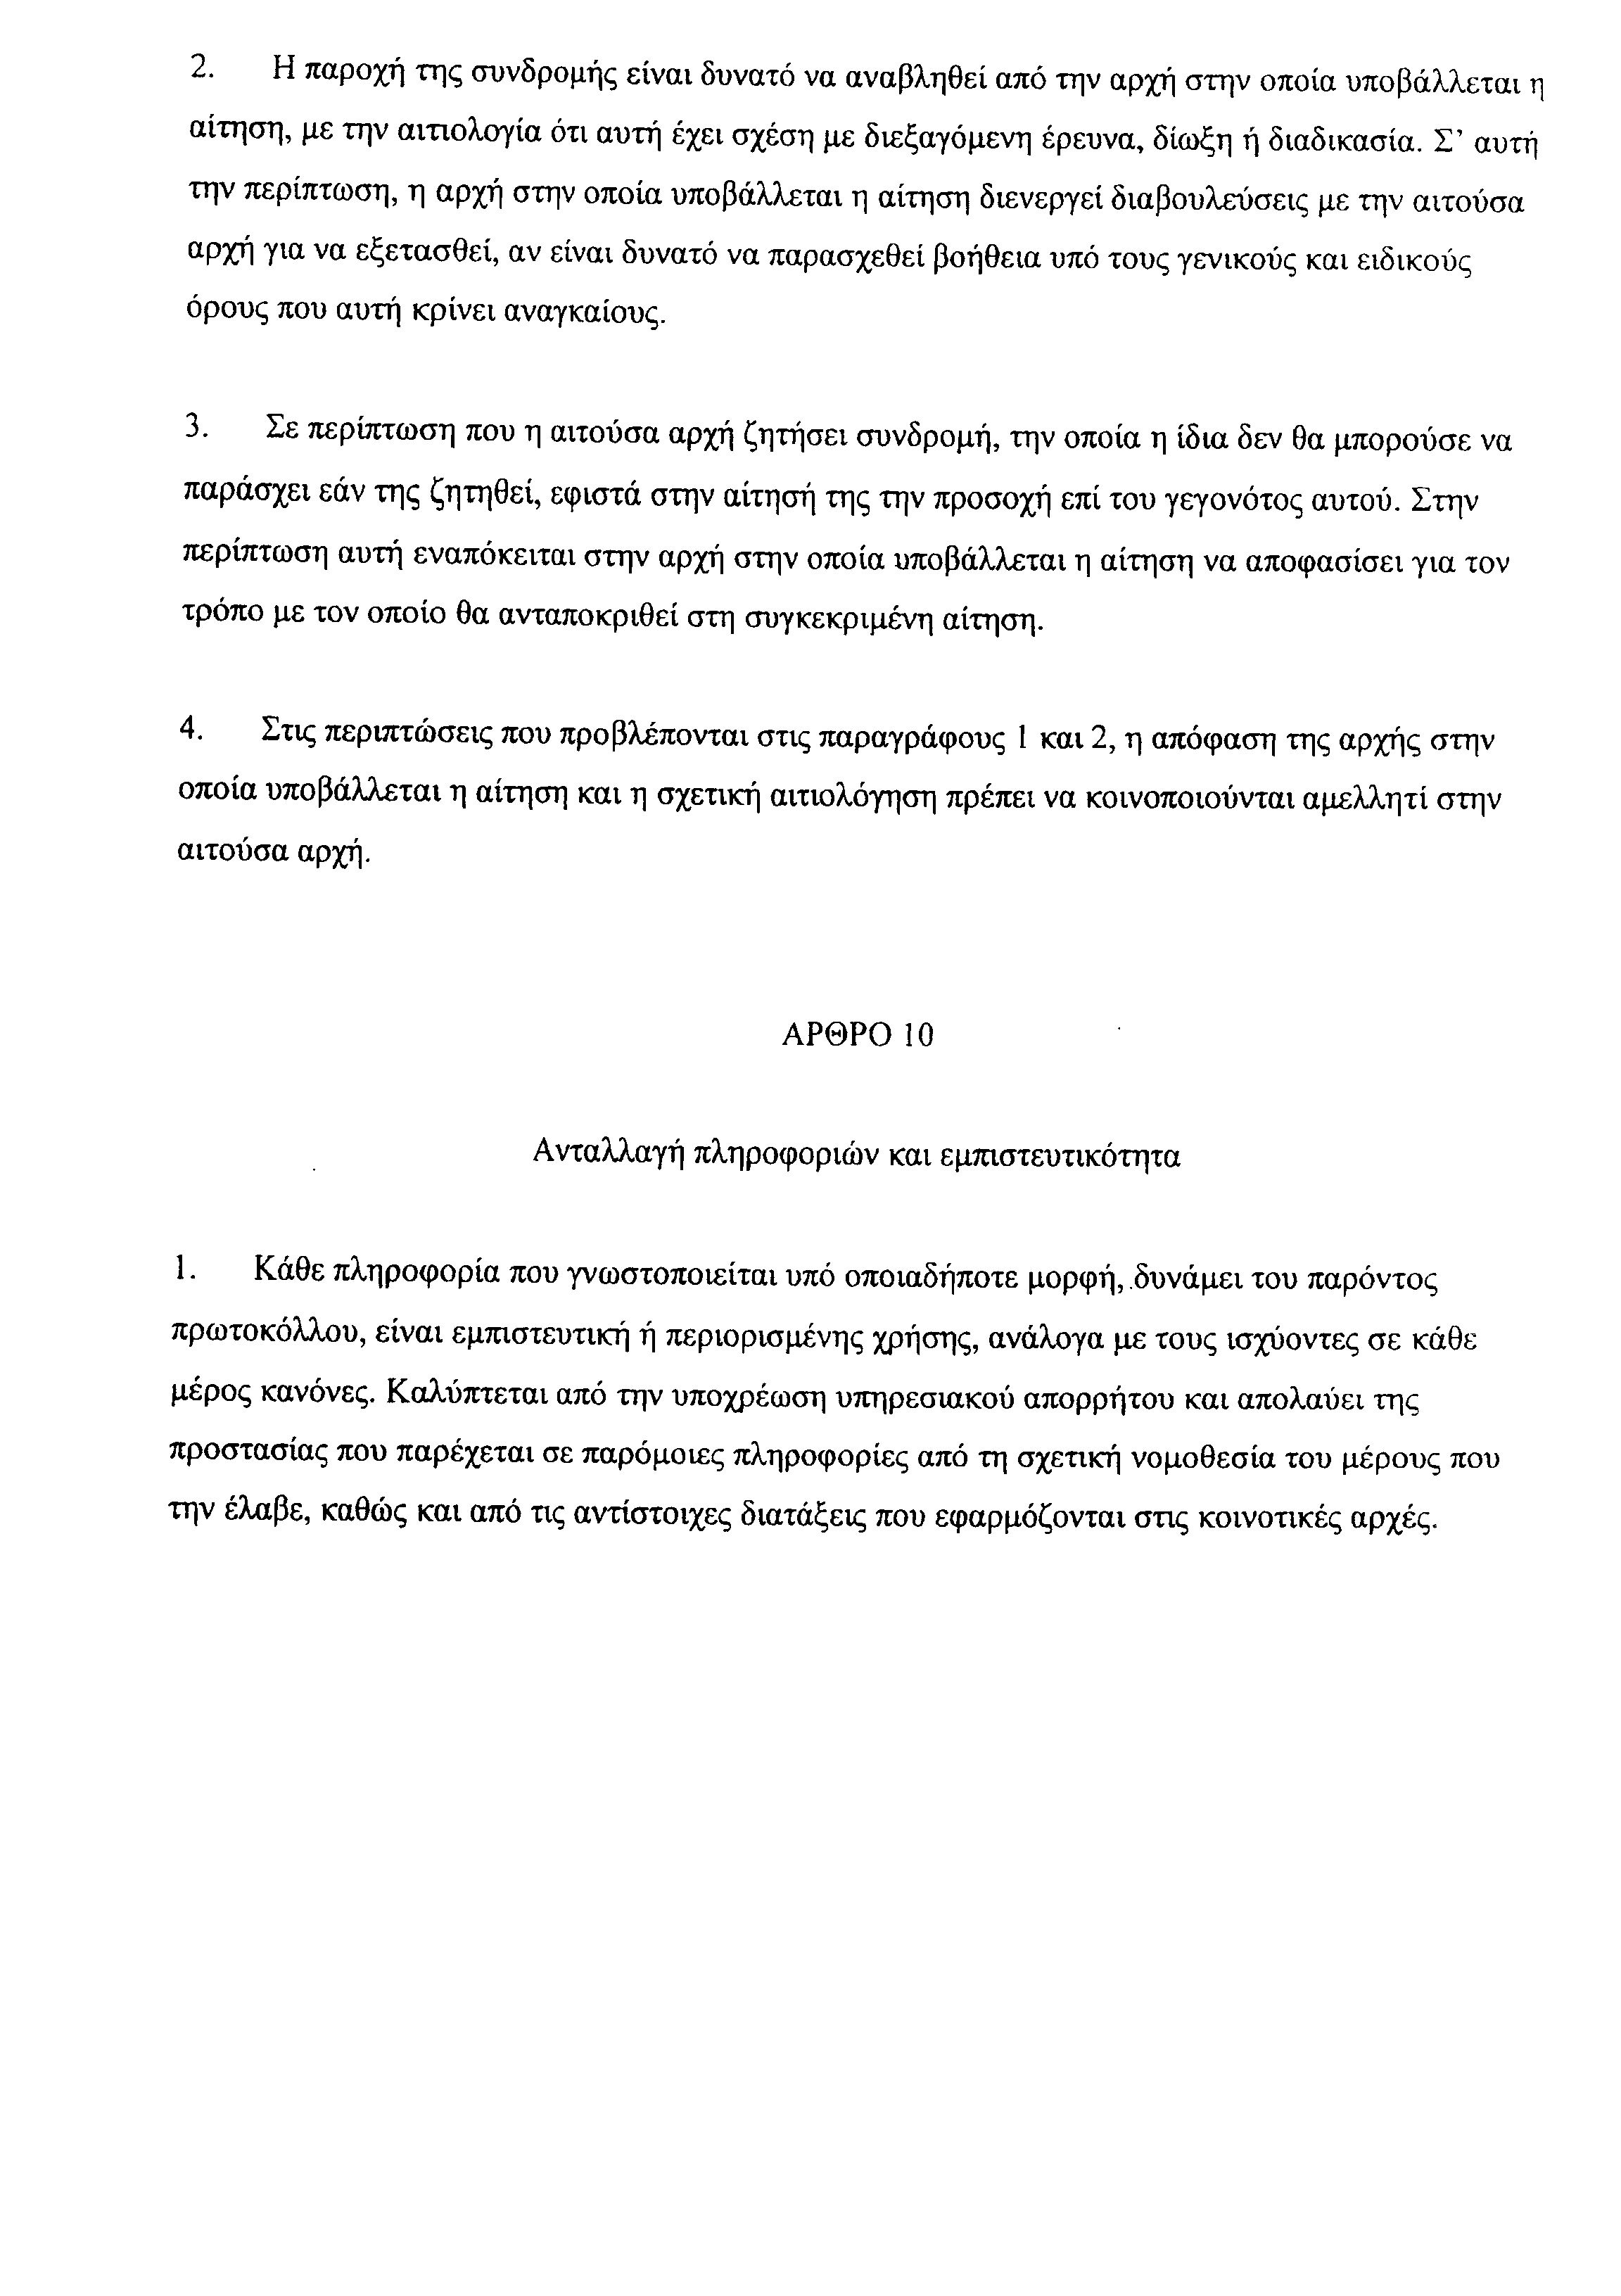 2. Η παροχή της συνδρομής είναι δυνατό να αναβληθεί από την αρχή στην οποία υποβάλλεται η
αίτηση, με την αιτιολογία ότι αυτή έχει σχέση με διεξαγόμενη έρευνα, δίωξη ή διαδικασία. Σ’ αυτή
την περίπτωση, η αρχή στην οποία υποβάλλεται η αίτηση διενεργεί διαβουλεύσεις με την αιτούσα
αρχή για να εξετασθεί, αν είναι δυνατό να παρασχεθεί βοήθεια υπό τους γενικούς και ειδικούς
όρους που αυτή κρίνει αναγκαίους.
3. Σε περίπτωση που η αιτούσα αρχή ζητήσει συνδρομή, την οποία η ίδια δεν θα μπορούσε να
παράσχει εάν της ζητηθεί, εφιστά στην αίτησή της την προσοχή επί του γεγονότος αυτού. Στην
περίπτωση αυτή εναπόκειται στην αρχή στην οποία υποβάλλεται η αίτηση να αποφασίσει για τον
τρόπο με τον οποίο θα ανταποκριθεί στη συγκεκριμένη αίτηση.
4. Στις περιπτώσεις που προβλέπονται στις παραγράφους 1 και 2, η απόφαση της αρχής στην
οποία υποβάλλεται η αίτηση και η σχετική αιτιολόγηση πρέπει να κοινοποιούνται αμελλητί στην
αιτούσα αρχή.
ΑΡΘΡΟ 10
Ανταλλαγή πληροφοριών και εμπιστευτικότητα
1. Κάθε πληροφορία που γνωστοποιείται υπό οποιαδήποτε μορφή, δυνάμει του παρόντος
πρωτοκόλλου, είναι εμπιστευτική ή περιορισμένης χρήσης, ανάλογα με τους ισχύοντες σε κάθε
μέρος κανόνες. Καλύπτεται από την υποχρέωση υπηρεσιακού απορρήτου και απολαύει της
προστασίας που παρέχεται σε παρόμοιες πληροφορίες από τη σχετική νομοθεσία του μέρους που
την έλαβε, καθώς και από τις αντίστοιχες διατάξεις που εφαρμόζονται στις κοινοτικές αρχές.